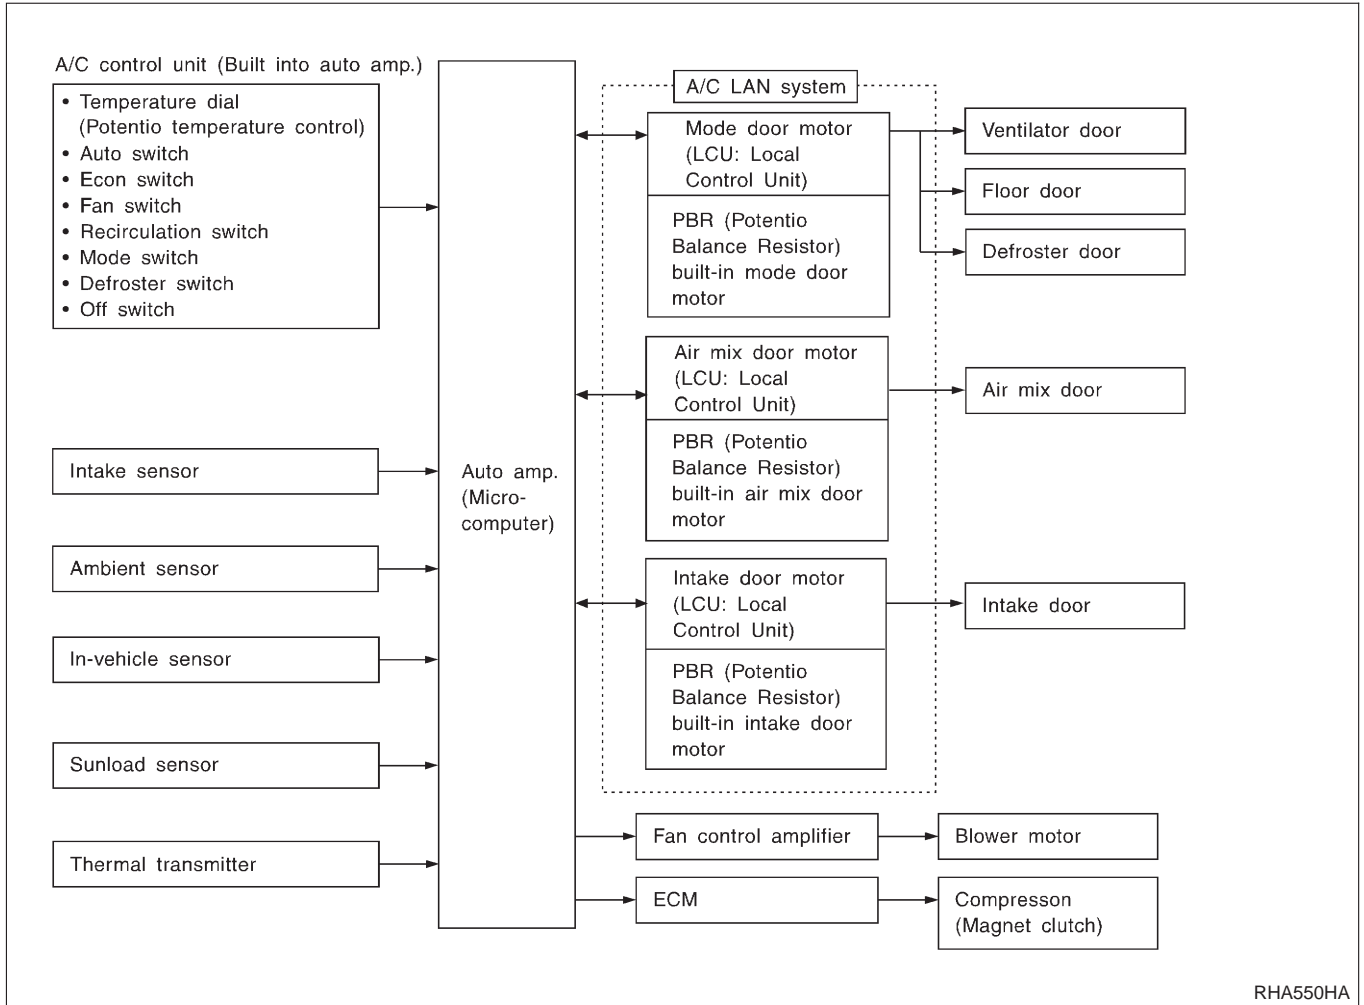 A/C control unit (Built into auto amp.)
• Temperature dial
(Potentio temperature control)
• Auto switch
• Econ switch
• Fan switch
• Recirculation switch
• Mode switch
• Defroster switch
• Off switch
Intake sensor
Ambient sensor
In-vehicle sensor
Sunload sensor
Thermal transmitter
Auto amp.
(Micro-
computer)
A/C LAN system
Mode door motor
(LCU: Local
Control Unit)
PBR (Potentio
Balance Resistor)
built-in mode door
motor
Air mix door motor
(LCU: Local
Control Unit)
PBR (Potentio
Balance Resistor)
built-in air mix door
motor
Intake door motor
(LCU: Local
Control Unit)
PBR (Potentio
Balance Resistor)
built-in intake door
motor
Fan control amplifier
ECM
Ventilator door
Floor door
Defroster door
Air mix door
Intake door
Blower motor
Compresson
(Magnet clutch)
RHA550HA